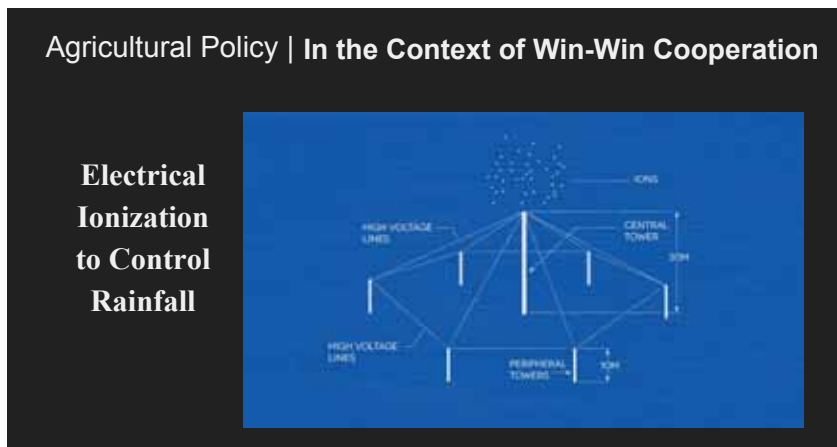 Agricultural Policy | In the Context of Win-Win Cooperation
Electrical
Ionization
to Control
Rainfall
IONS
HIGH VOLTAGE
LINES
CENTRAL
TOWER
HIGH VOLTAGE
LINES
PERIPHERAL
TOWERS
10M